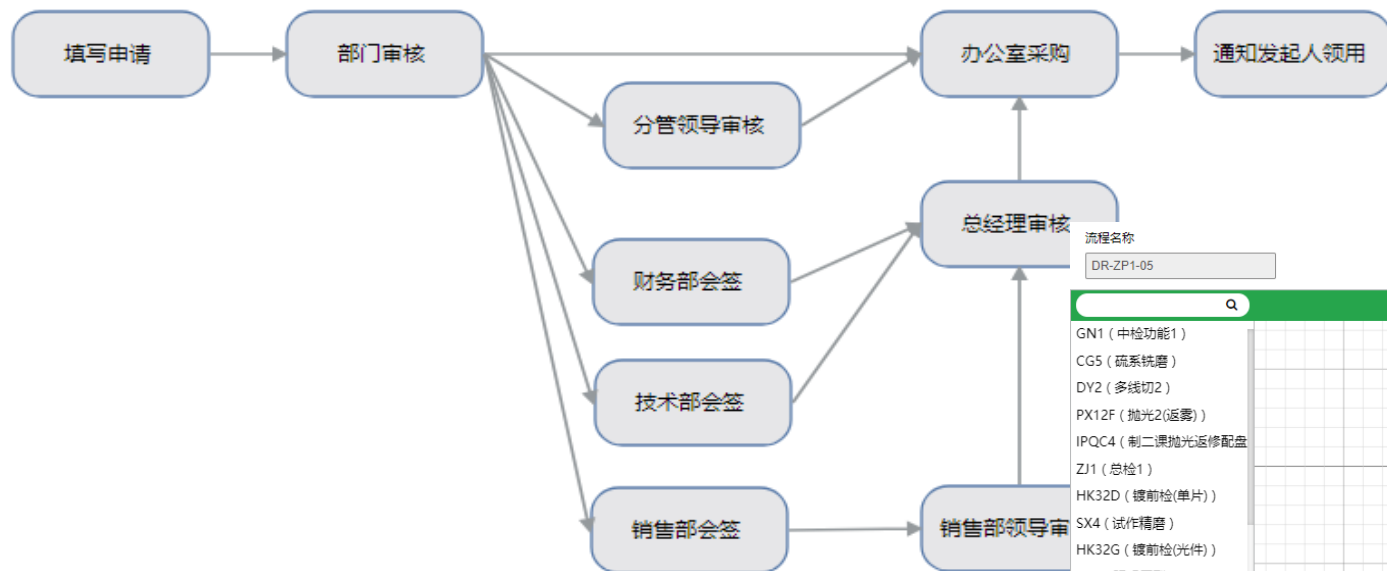 填写申请
部门审核
办公室采购
通知发起人领用
分管领导审核
总经理审核
财务部会签
技术部会签
销售部会签
销售部领导审
流程名称
DR-ZP1-05
GN1 ( 中检功能1 )
CG5 ( 硫系铣磨 )
DY2 ( 多线切2 )
PX12F ( 抛光2(返雾) )
IPQC4 ( 制二课抛光返修配盘
ZJ1 ( 总检1 )
HK32D ( 镀前检(单片) )
SX4 ( 试作精磨 )
HK32G ( 镀前检(光件) )